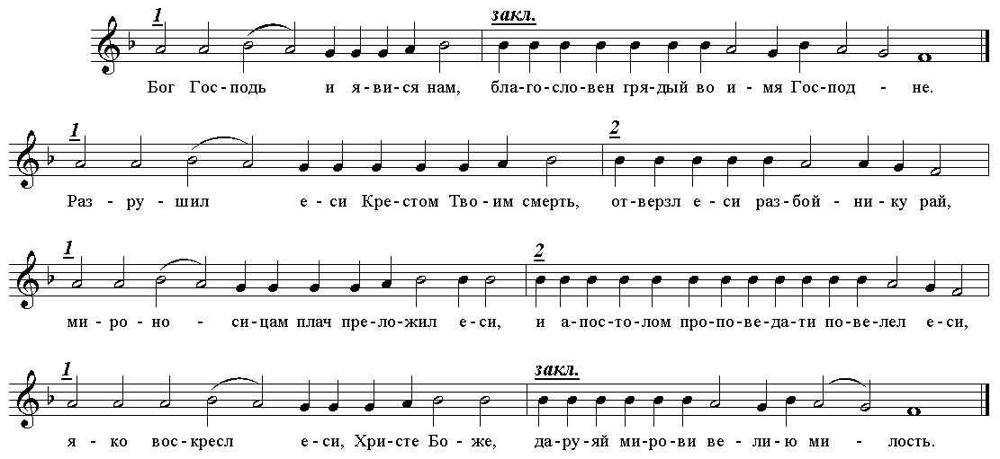 1 закл.
Бог Гос-подь и я-ви-ся нам, бла-го-сло-вен гря-дый во и-мя Гос-под - не.
1 2
Раз - ру - шил е - си Кре-стом Тво-им смерть, от-верзл е - си раз-бой - ни - ку рай,
1 2
ми - ро - но - си-цам плач пре-ло-жил е-си, и а-пос-то-лом про-по-ве-да-ти по-ве-лел е-си,
1 закл.
я - ко вос-кресл е-си, Хри-сте Бо-же, да-ру-яй ми-ро-ви ве - ли-ю ми - лость.